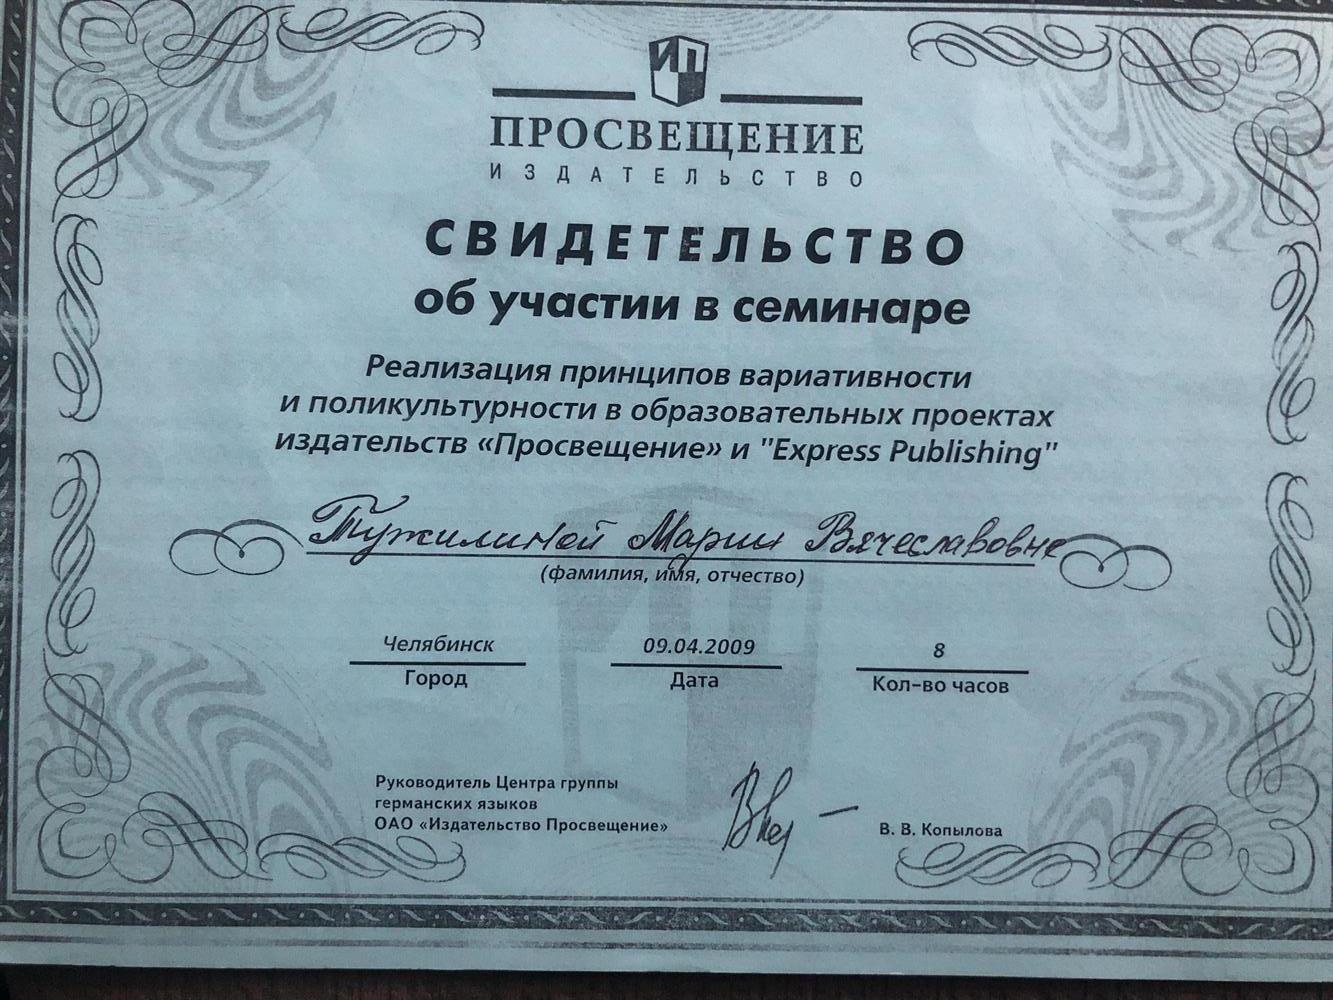 ИП
ПРОСВЕЩЕНИЕ
ИЗДАТЕЛЬСТВО
СВИДЕТЕЛЬСТВО
об участии в семинаре
Реализация принципов вариативности
и поликультурности в образовательных проектах
издательств «Просвещение» и "Express Publishing"
Тужилиной Марии Вячеславовне
(фамилия, имя, отчество)
Челябинск 09.04.2009 8
Город Дата Кол-во часов
Руководитель Центра группы
германских языков
ОАО «Издательство Просвещение»
В. В. Копылова